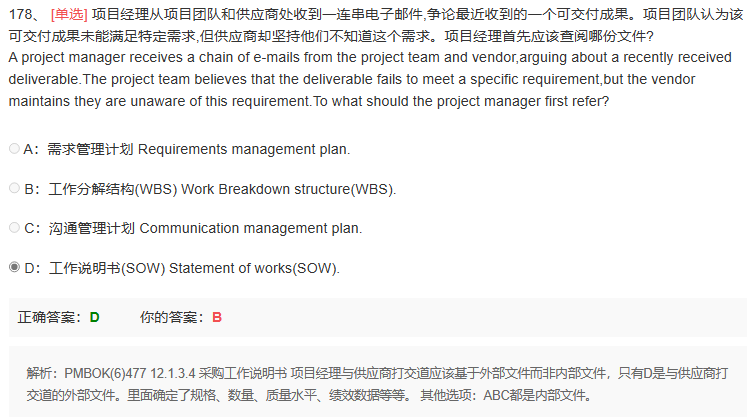 178、 [单选] 项目经理从项目团队和供应商处收到一连串电子邮件,争论最近收到的一个可交付成果。项目团队认为该
可交付成果未能满足特定需求,但供应商却坚持他们不知道这个需求。项目经理首先应该查阅哪份文件?
A project manager receives a chain of e-mails from the project team and vendor,arguing about a recently received
deliverable.The project team believes that the deliverable fails to meet a specific requirement,but the vendor
maintains they are unaware of this requirement.To what should the project manager first refer?
A：需求管理计划 Requirements management plan.
B：工作分解结构(WBS) Work Breakdown structure(WBS).
C：沟通管理计划 Communication management plan.
D：工作说明书(SOW) Statement of works(SOW).
正确答案：D 你的答案：B
解析：PMBOK(6)477 12.1.3.4 采购工作说明书 项目经理与供应商打交道应该基于外部文件而非内部文件，只有D是与供应商打
交道的外部文件。里面确定了规格、数量、质量水平、绩效数据等等。 其他选项：ABC都是内部文件。